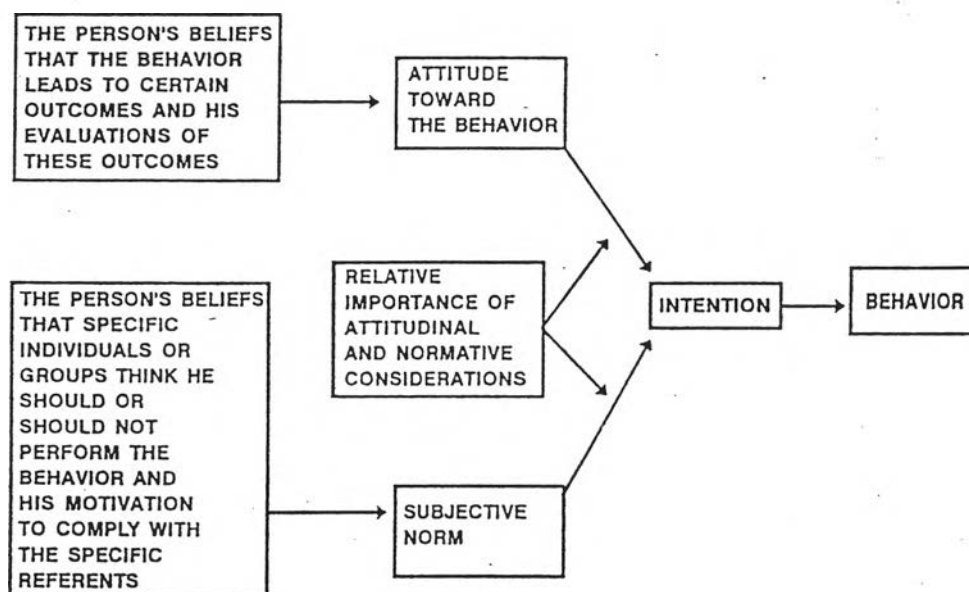 THE PERSON'S BELIEFS
THAT THE BEHAVIOR
LEADS TO CERTAIN
OUTCOMES AND HIS
EVALUATIONS OF
THESE OUTCOMES
ATTITUDE
TOWARD
THE BEHAVIOR
RELATIVE
IMPORTANCE OF
ATTITUDINAL
AND NORMATIVE
CONSIDERATIONS
INTENTION
BEHAVIOR
THE PERSON'S BELIEFS
THAT SPECIFIC
INDIVIDUALS OR
GROUPS THINK HE
SHOULD OR
SHOULD NOT
PERFORM THE
BEHAVIOR AND
HIS MOTIVATION
TO COMPLY WITH
THE SPECIFIC
REFERENTS
SUBJECTIVE
NORM